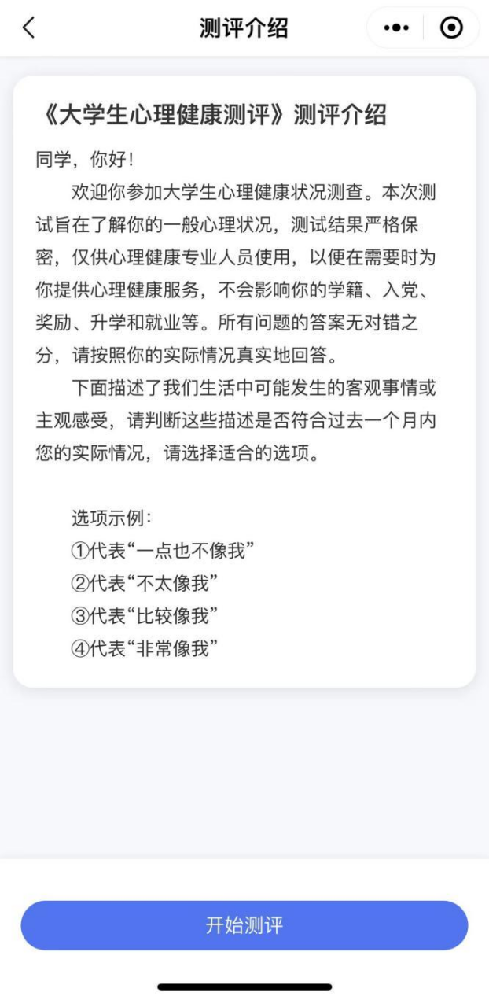 测评介绍
《大学生心理健康测评》测评介绍
同学，你好！
欢迎你参加大学生心理健康状况测查。本次测
试旨在了解你的一般心理状况，测试结果严格保
密，仅供心理健康专业人员使用，以便在需要时为
你提供心理健康服务，不会影响你的学籍、入党、
奖励、升学和就业等。所有问题的答案无对错之
分，请按照你的实际情况真实地回答。
下面描述了我们生活中可能发生的客观事情或
主观感受，请判断这些描述是否符合过去一个月内
您的实际情况，请选择适合的选项。
选项示例：
①代表“一点也不像我”
②代表“不太像我”
③代表“比较像我”
④代表“非常像我”
开始测评